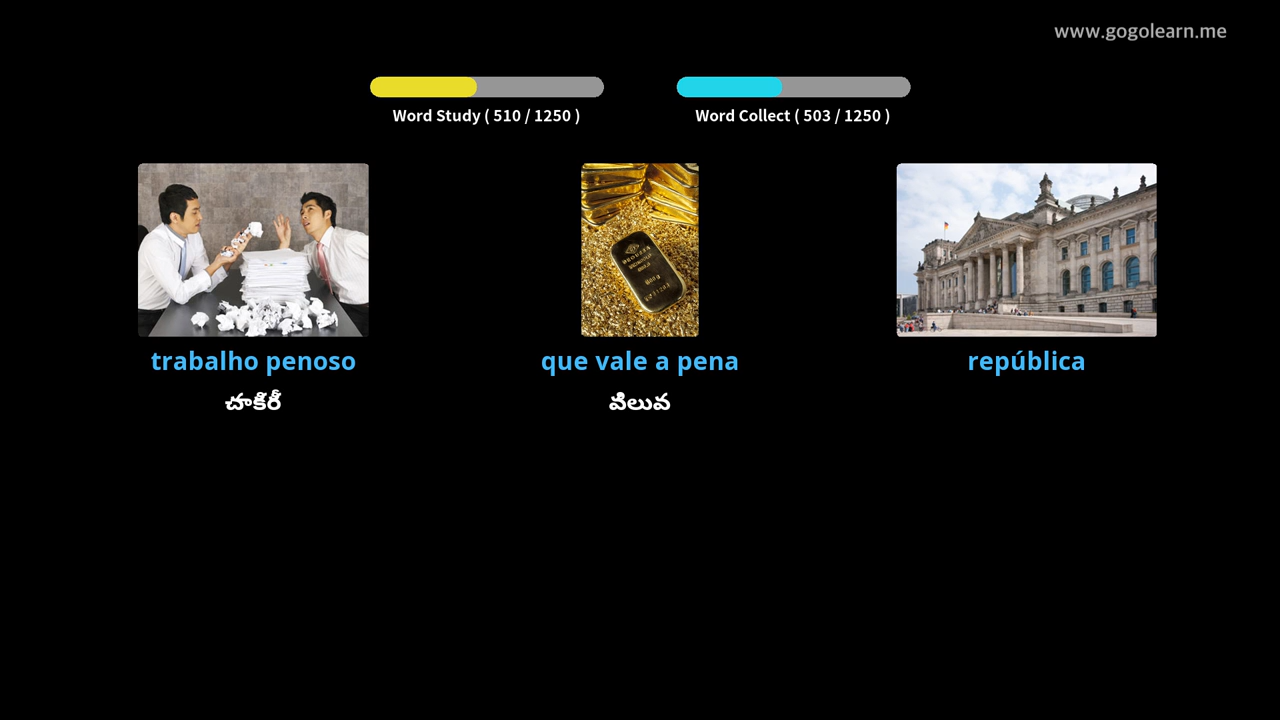 www.gogolearn.me
Word Study ( 510 / 1250 )
Word Collect ( 503 / 1250 )
trabalho penoso
que vale a pena
república
చాకిరీ
విలువ